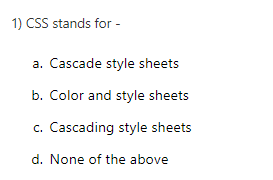 1) CSS stands for -
a. Cascade style sheets
b. Color and style sheets
c. Cascading style sheets
d. None of the above